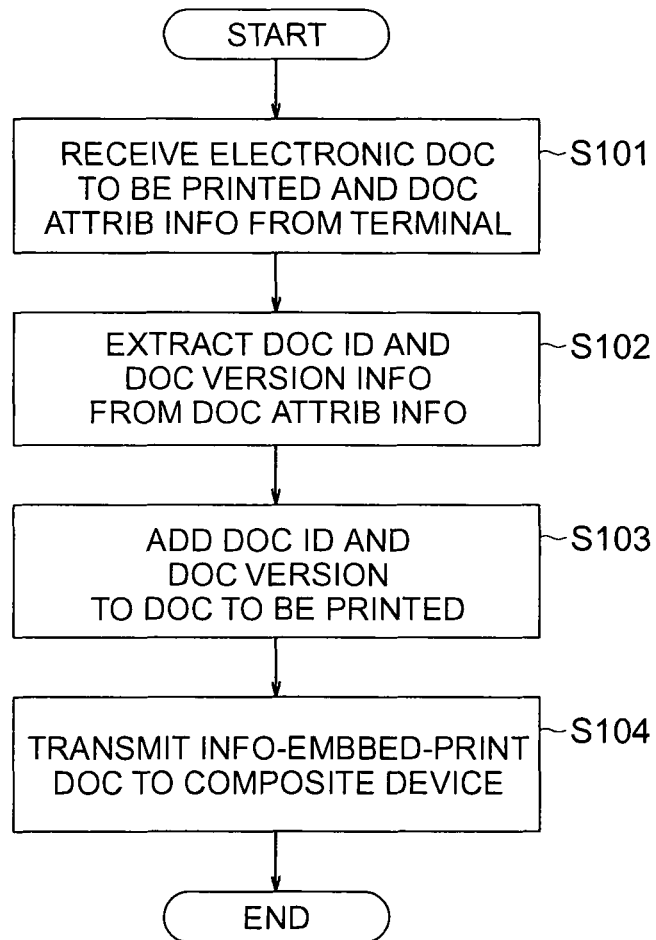 START
RECEIVE ELECTRONIC DOC
TO BE PRINTED AND DOC
ATTRIB INFO FROM TERMINAL
S101
EXTRACT DOC ID AND
DOC VERSION INFO
FROM DOC ATTRIB INFO
S102
ADD DOC ID AND
DOC VERSION
TO DOC TO BE PRINTED
S103
TRANSMIT INFO-EMBBED-PRINT
DOC TO COMPOSITE DEVICE
S104
END